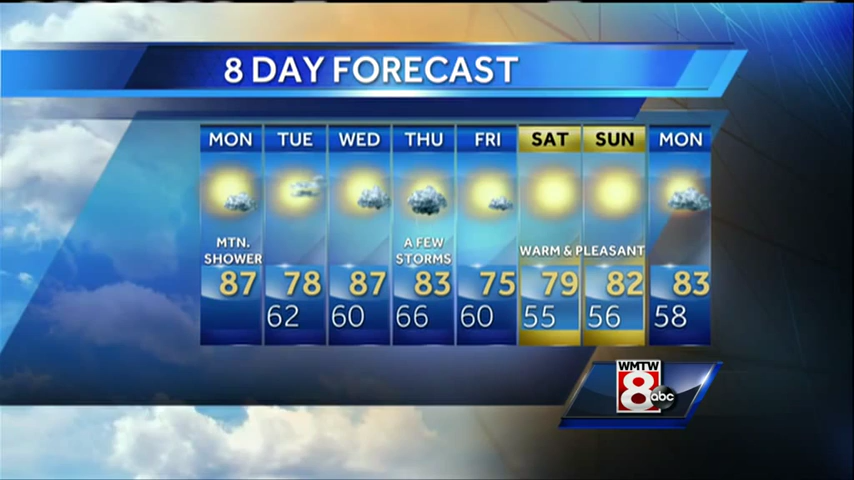 8 DAY FORECAST
MON TUE WED THU FRI SAT SUN MON
MTN.
SHOWER
A FEW
STORMS
WARM & PLEASANT
87 78 87 83 75 79 82 83
62 60 66 60 55 56 58
WMTW
8
abc